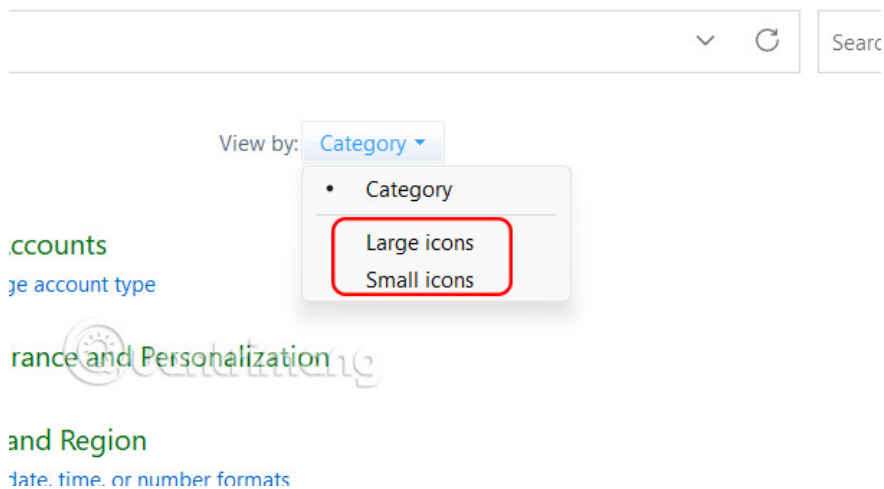 Searc
View by: Category
Category
Large icons
Small icons
ccounts
ge account type
rance and Personalization
Quantrimang
and Region
date, time, or number formats